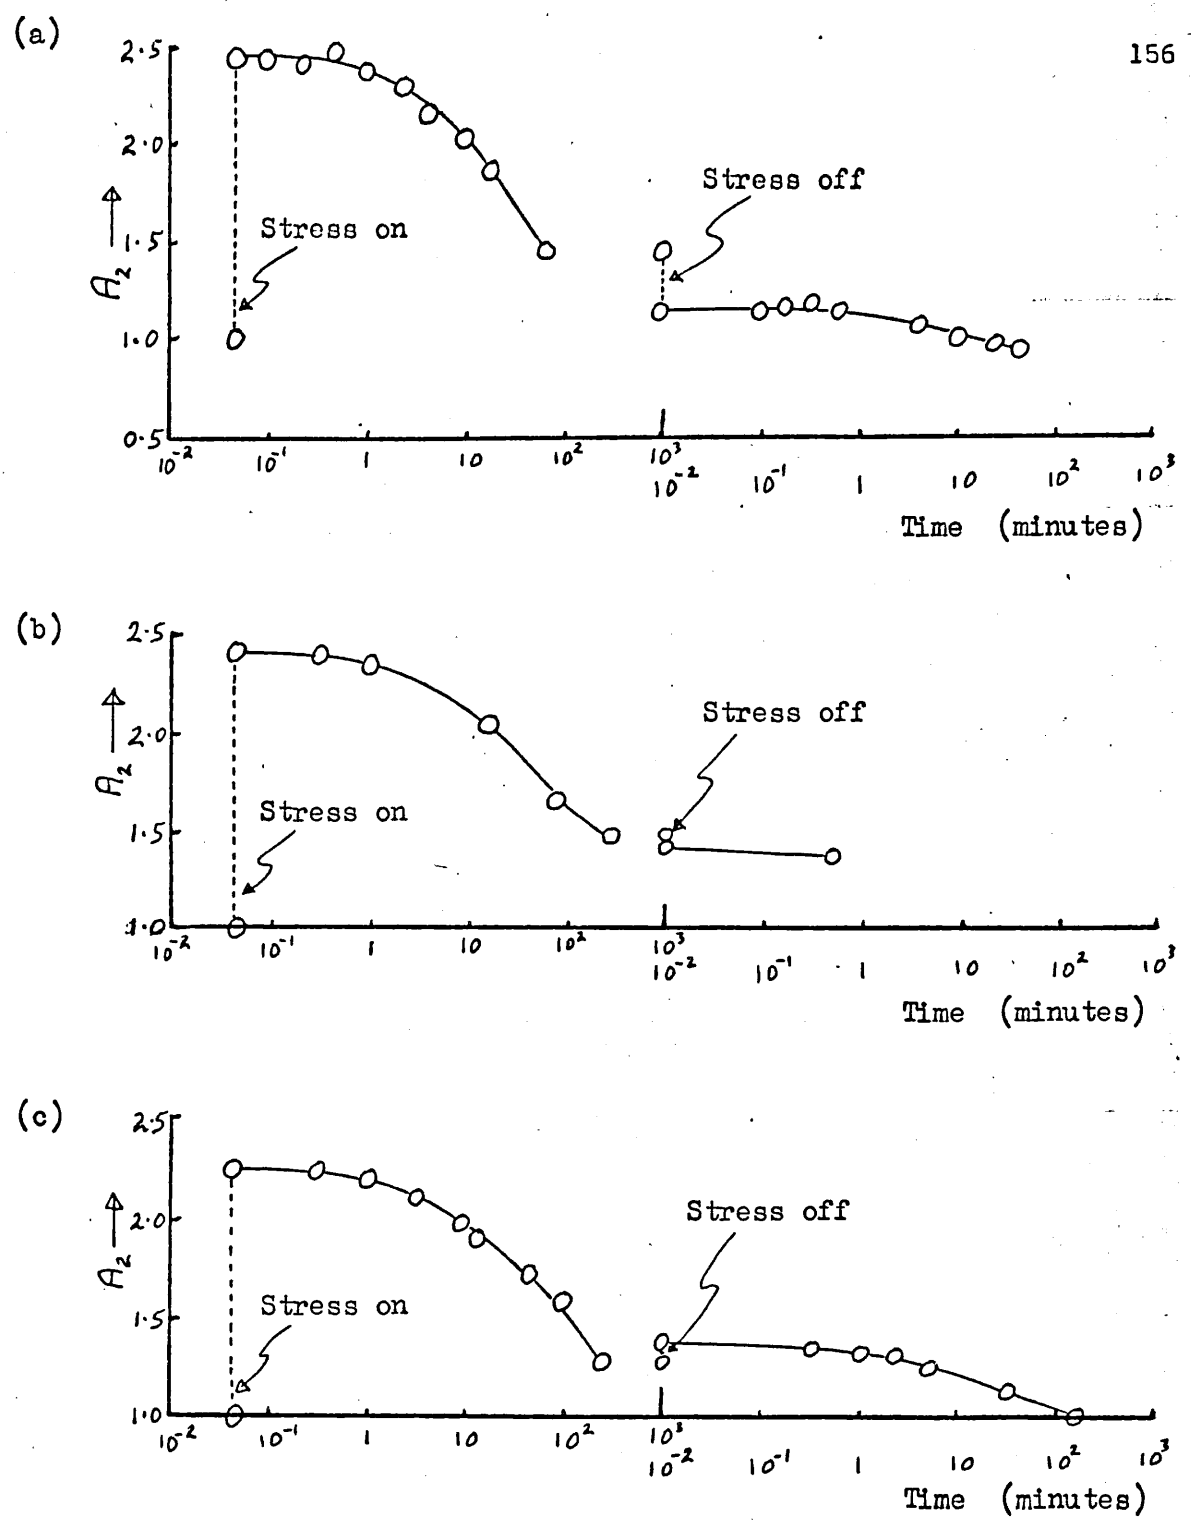 (a)
156
2.5
2.0
1.5
1.0
0.5
A₂
Stress on
Stress off
10⁻² 10⁻¹ 1 10 10² 10³
10⁻² 10⁻¹ 1 10 10² 10³
Time (minutes)
(b)
2.5
2.0
1.5
1.0
A₂
Stress on
Stress off
10⁻² 10⁻¹ 1 10 10² 10³
10⁻² 10⁻¹ 1 10 10² 10³
Time (minutes)
(c)
2.5
2.0
1.5
1.0
A₂
Stress on
Stress off
10⁻² 10⁻¹ 1 10 10² 10³
10⁻² 10⁻¹ 1 10 10² 10³
Time (minutes)